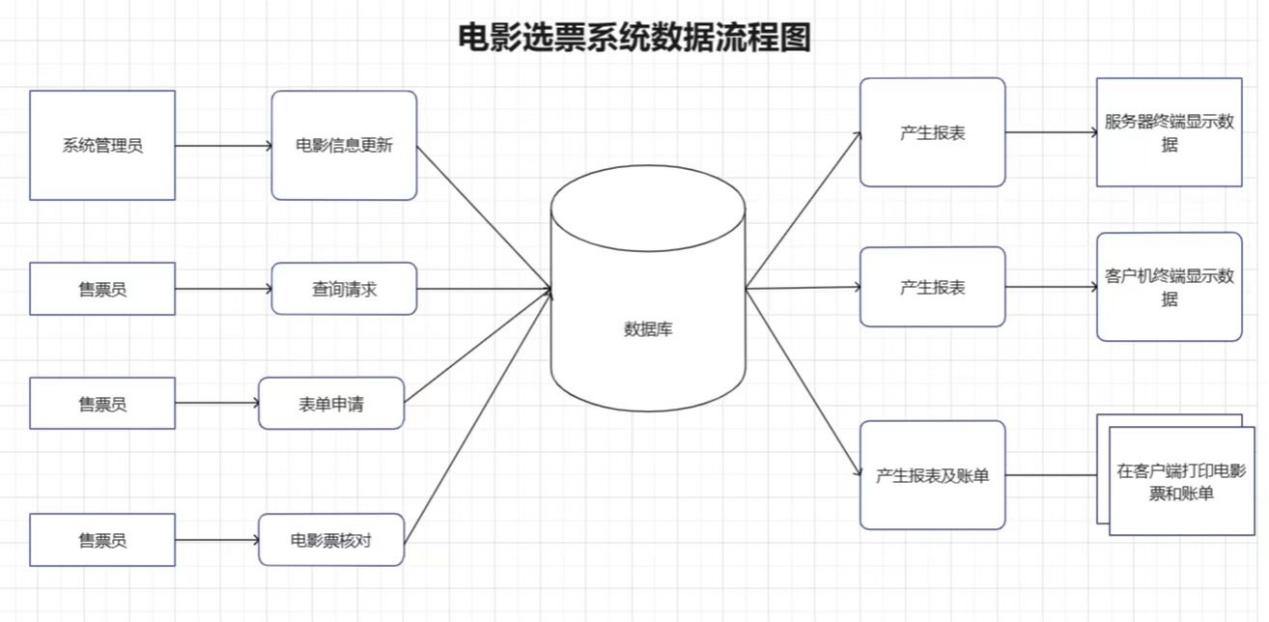 电影选票系统数据流程图
系统管理员
电影信息更新
产生报表
服务器终端显示数
据
售票员
查询请求
数据库
产生报表
客户机终端显示数
据
售票员
表单申请
售票员
电影票核对
产生报表及账单
在客户端打印电影
票和账单